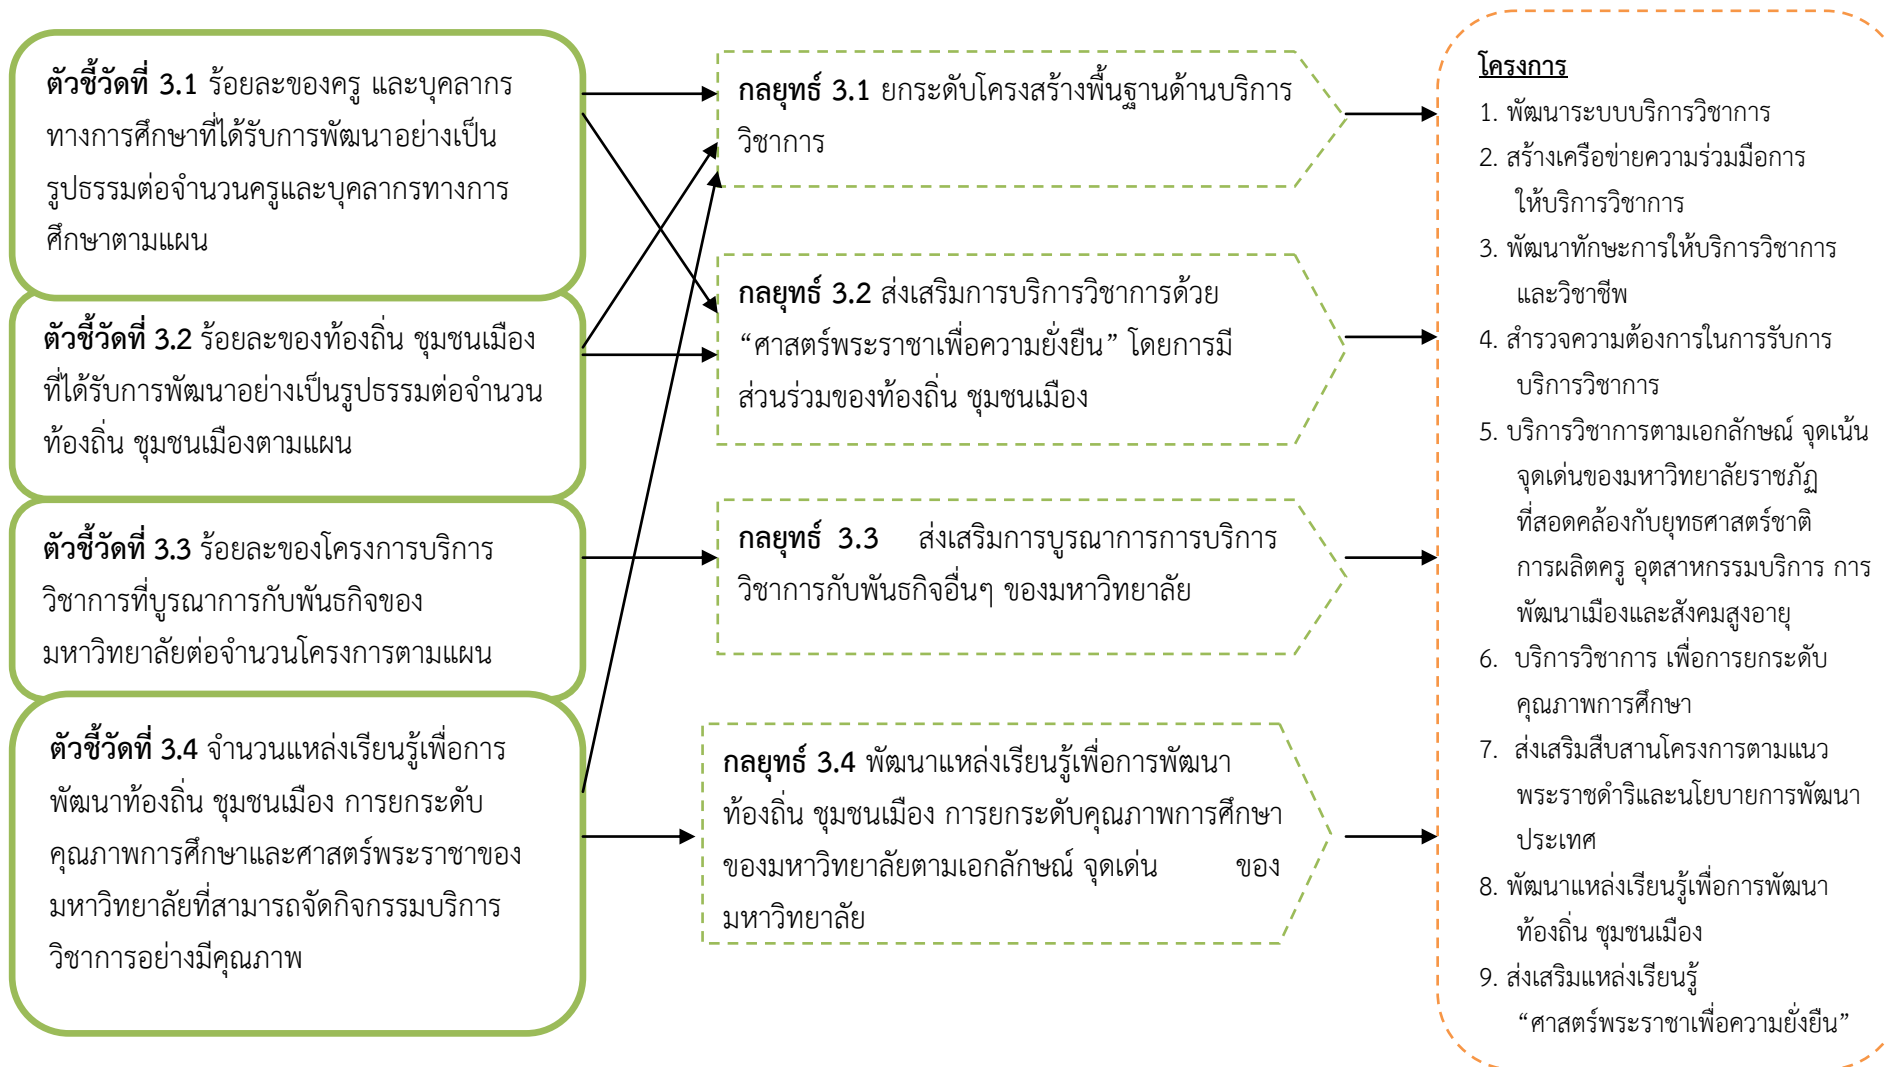 ตัวชี้วัดที่ 3.1 ร้อยละของครู และบุคลากร
ทางการศึกษาที่ได้รับการพัฒนาอย่างเป็น
รูปธรรมต่อจำนวนครูและบุคลากรทางการ
ศึกษาตามแผน
ตัวชี้วัดที่ 3.2 ร้อยละของท้องถิ่น ชุมชนเมือง
ที่ได้รับการพัฒนาอย่างเป็นรูปธรรมต่อจำนวน
ท้องถิ่น ชุมชนเมืองตามแผน
ตัวชี้วัดที่ 3.3 ร้อยละของโครงการบริการ
วิชาการที่บูรณาการกับพันธกิจของ
มหาวิทยาลัยต่อจำนวนโครงการตามแผน
ตัวชี้วัดที่ 3.4 จำนวนแหล่งเรียนรู้เพื่อการ
พัฒนาท้องถิ่น ชุมชนเมือง การยกระดับ
คุณภาพการศึกษาและศาสตร์พระราชาของ
มหาวิทยาลัยที่สามารถจัดกิจกรรมบริการ
วิชาการอย่างมีคุณภาพ
กลยุทธ์ 3.1 ยกระดับโครงสร้างพื้นฐานด้านบริการ
วิชาการ
กลยุทธ์ 3.2 ส่งเสริมการบริการวิชาการด้วย
“ศาสตร์พระราชาเพื่อความยั่งยืน” โดยการมี
ส่วนร่วมของท้องถิ่น ชุมชนเมือง
กลยุทธ์ 3.3 ส่งเสริมการบูรณาการการบริการ
วิชาการกับพันธกิจอื่นๆ ของมหาวิทยาลัย
กลยุทธ์ 3.4 พัฒนาแหล่งเรียนรู้เพื่อการพัฒนา
ท้องถิ่น ชุมชนเมือง การยกระดับคุณภาพการศึกษา
ของมหาวิทยาลัยตามเอกลักษณ์ จุดเด่น ของ
มหาวิทยาลัย
โครงการ
1. พัฒนาระบบบริการวิชาการ
2. สร้างเครือข่ายความร่วมมือการ
ให้บริการวิชาการ
3. พัฒนาทักษะการให้บริการวิชาการ
และวิชาชีพ
4. สำรวจความต้องการในการรับการ
บริการวิชาการ
5. บริการวิชาการตามเอกลักษณ์ จุดเน้น
จุดเด่นของมหาวิทยาลัยราชภัฏ
ที่สอดคล้องกับยุทธศาสตร์ชาติ
การผลิตครู อุตสาหกรรมบริการ การ
พัฒนาเมืองและสังคมสูงอายุ
6. บริการวิชาการ เพื่อการยกระดับ
คุณภาพการศึกษา
7. ส่งเสริมสืบสานโครงการตามแนว
พระราชดำริและนโยบายการพัฒนา
ประเทศ
8. พัฒนาแหล่งเรียนรู้เพื่อการพัฒนา
ท้องถิ่น ชุมชนเมือง
9. ส่งเสริมแหล่งเรียนรู้
“ศาสตร์พระราชาเพื่อความยั่งยืน”